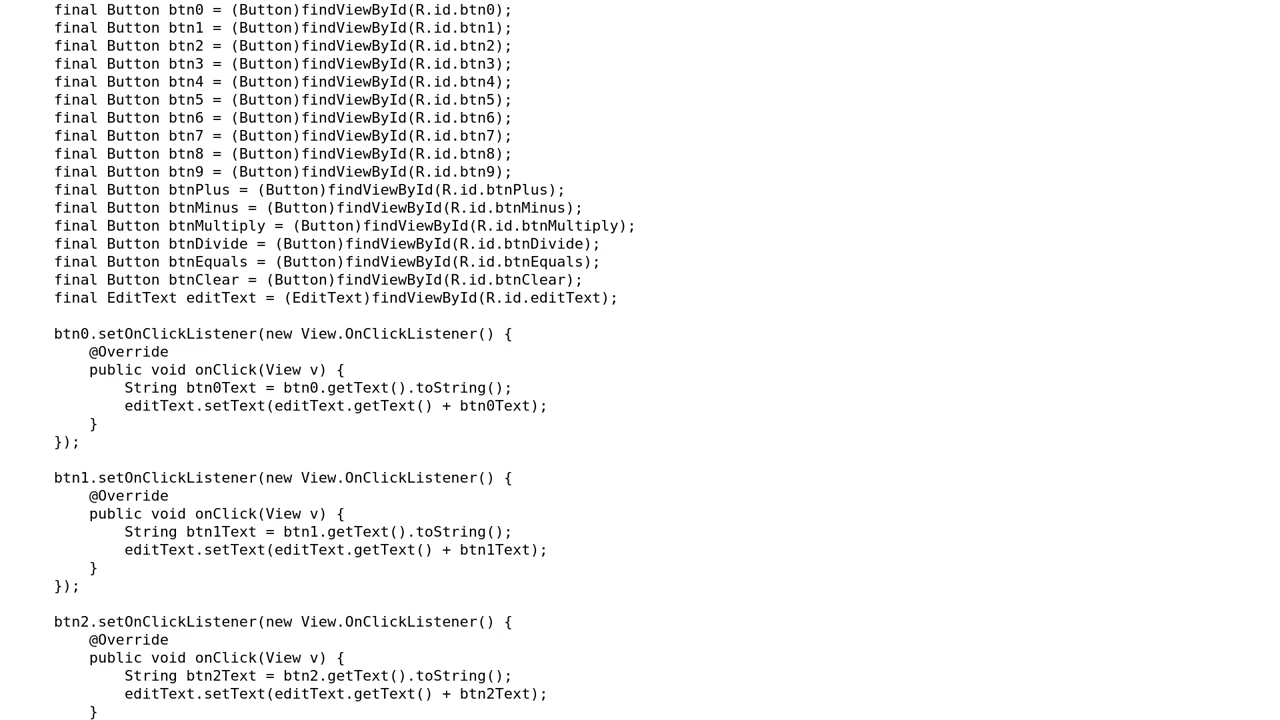 final Button btn0 = (Button)findViewById(R.id.btn0);
final Button btn1 = (Button)findViewById(R.id.btn1);
final Button btn2 = (Button)findViewById(R.id.btn2);
final Button btn3 = (Button)findViewById(R.id.btn3);
final Button btn4 = (Button)findViewById(R.id.btn4);
final Button btn5 = (Button)findViewById(R.id.btn5);
final Button btn6 = (Button)findViewById(R.id.btn6);
final Button btn7 = (Button)findViewById(R.id.btn7);
final Button btn8 = (Button)findViewById(R.id.btn8);
final Button btn9 = (Button)findViewById(R.id.btn9);
final Button btnPlus = (Button)findViewById(R.id.btnPlus);
final Button btnMinus = (Button)findViewById(R.id.btnMinus);
final Button btnMultiply = (Button)findViewById(R.id.btnMultiply);
final Button btnDivide = (Button)findViewById(R.id.btnDivide);
final Button btnEquals = (Button)findViewById(R.id.btnEquals);
final Button btnClear = (Button)findViewById(R.id.btnClear);
final EditText editText = (EditText)findViewById(R.id.editText);

btn0.setOnClickListener(new View.OnClickListener() {
    @Override
    public void onClick(View v) {
        String btn0Text = btn0.getText().toString();
        editText.setText(editText.getText() + btn0Text);
    }
});

btn1.setOnClickListener(new View.OnClickListener() {
    @Override
    public void onClick(View v) {
        String btn1Text = btn1.getText().toString();
        editText.setText(editText.getText() + btn1Text);
    }
});

btn2.setOnClickListener(new View.OnClickListener() {
    @Override
    public void onClick(View v) {
        String btn2Text = btn2.getText().toString();
        editText.setText(editText.getText() + btn2Text);
    }